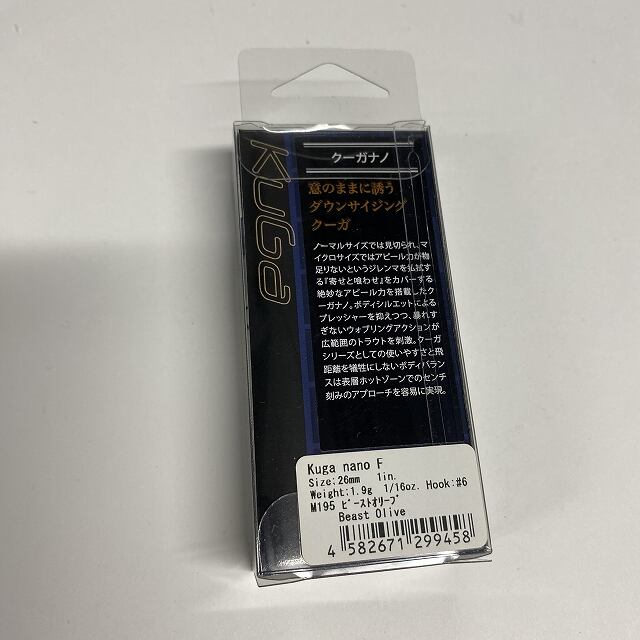 KUGa
クーガナノ
意のままに誘う
ダウンサイジング
クーガ
ノーマルサイズでは見切られ、マ
イクロサイズではアピール力が物
足りないというジレンマを払拭す
る『寄せと喰わせ』をカバーする
絶妙なアピール力を搭載したク
ーガナノ。ボディシルエットによる
プレッシャーを抑えつつ、暴れす
ぎないウォブリングアクションが
広範囲のトラウトを刺激。クーガ
シリーズとしての使いやすさと飛
距離を犠牲にしないボディバラン
スは表層ホットゾーンでのセンチ
刻みのアプローチを容易に実現。
Kuga nano F
Size:26mm 1in.
Weight:1.9g 1/16oz. Hook:#6
M195 ビーストオリーブ
Beast Olive
4 582671 299458